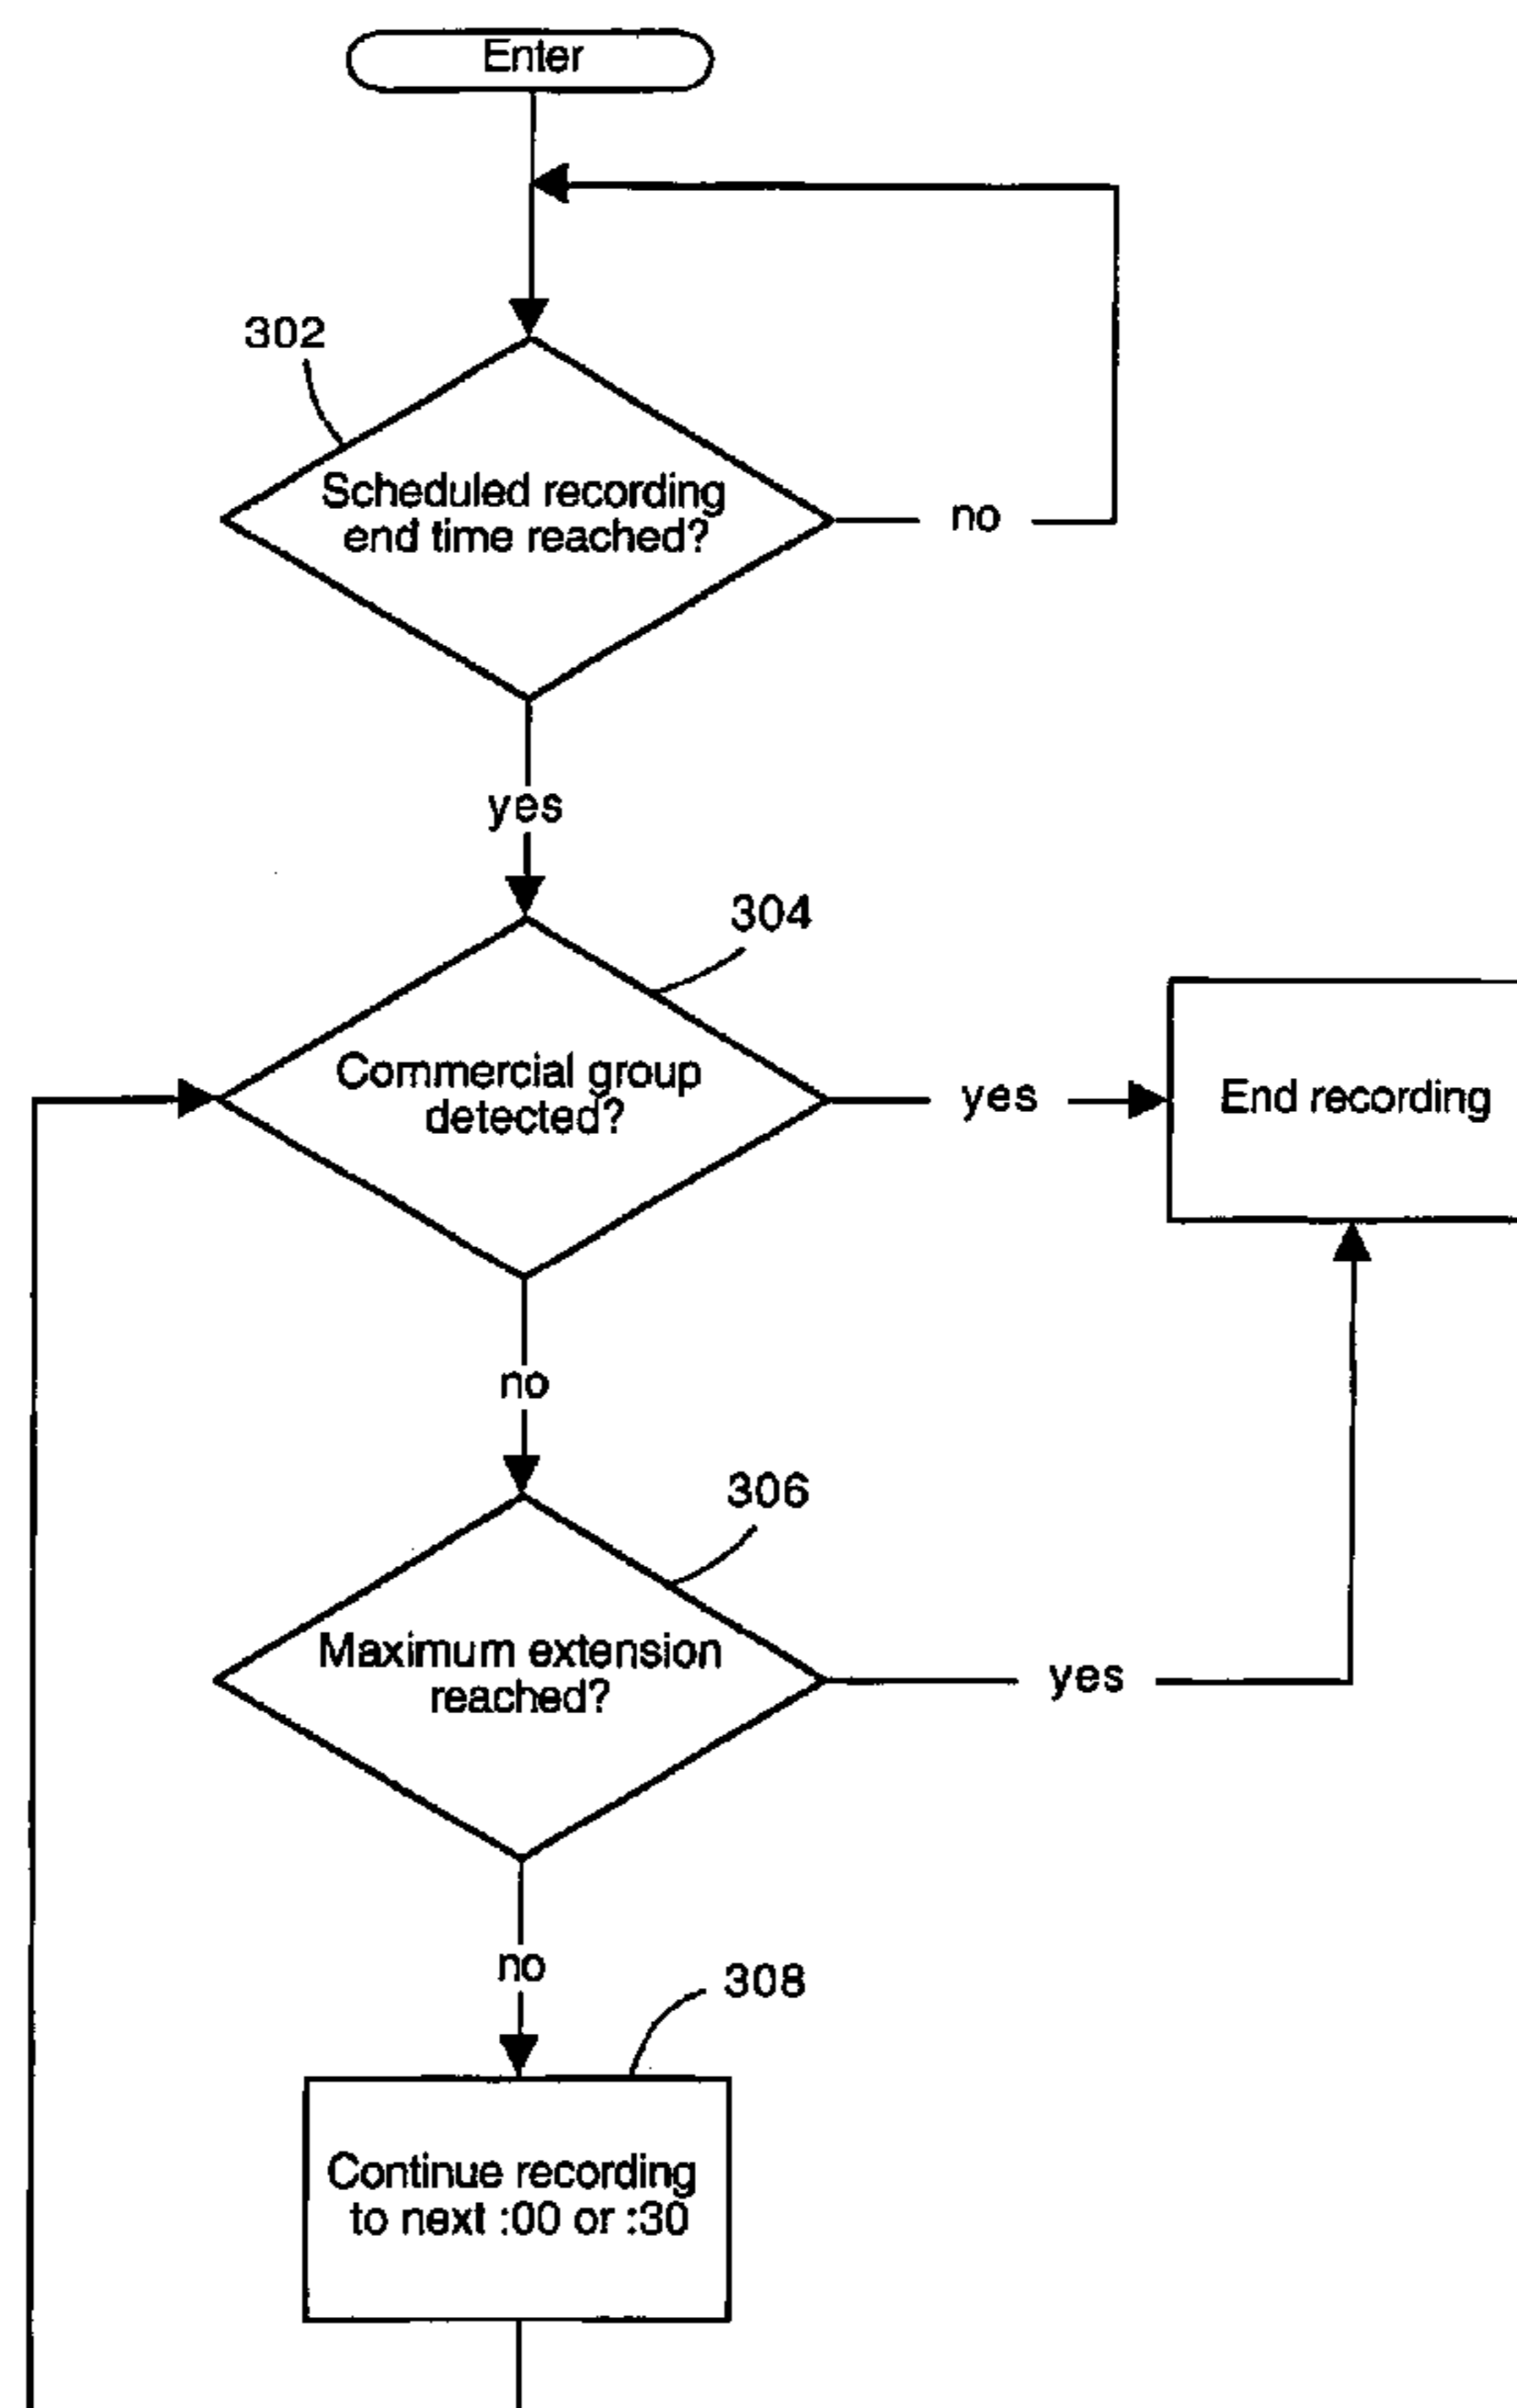 Enter
302
Scheduled recording
end time reached?
no
yes
304
Commercial group
detected?
yes
End recording
no
306
Maximum extension
reached?
yes
no
308
Continue recording
to next :00 or :30